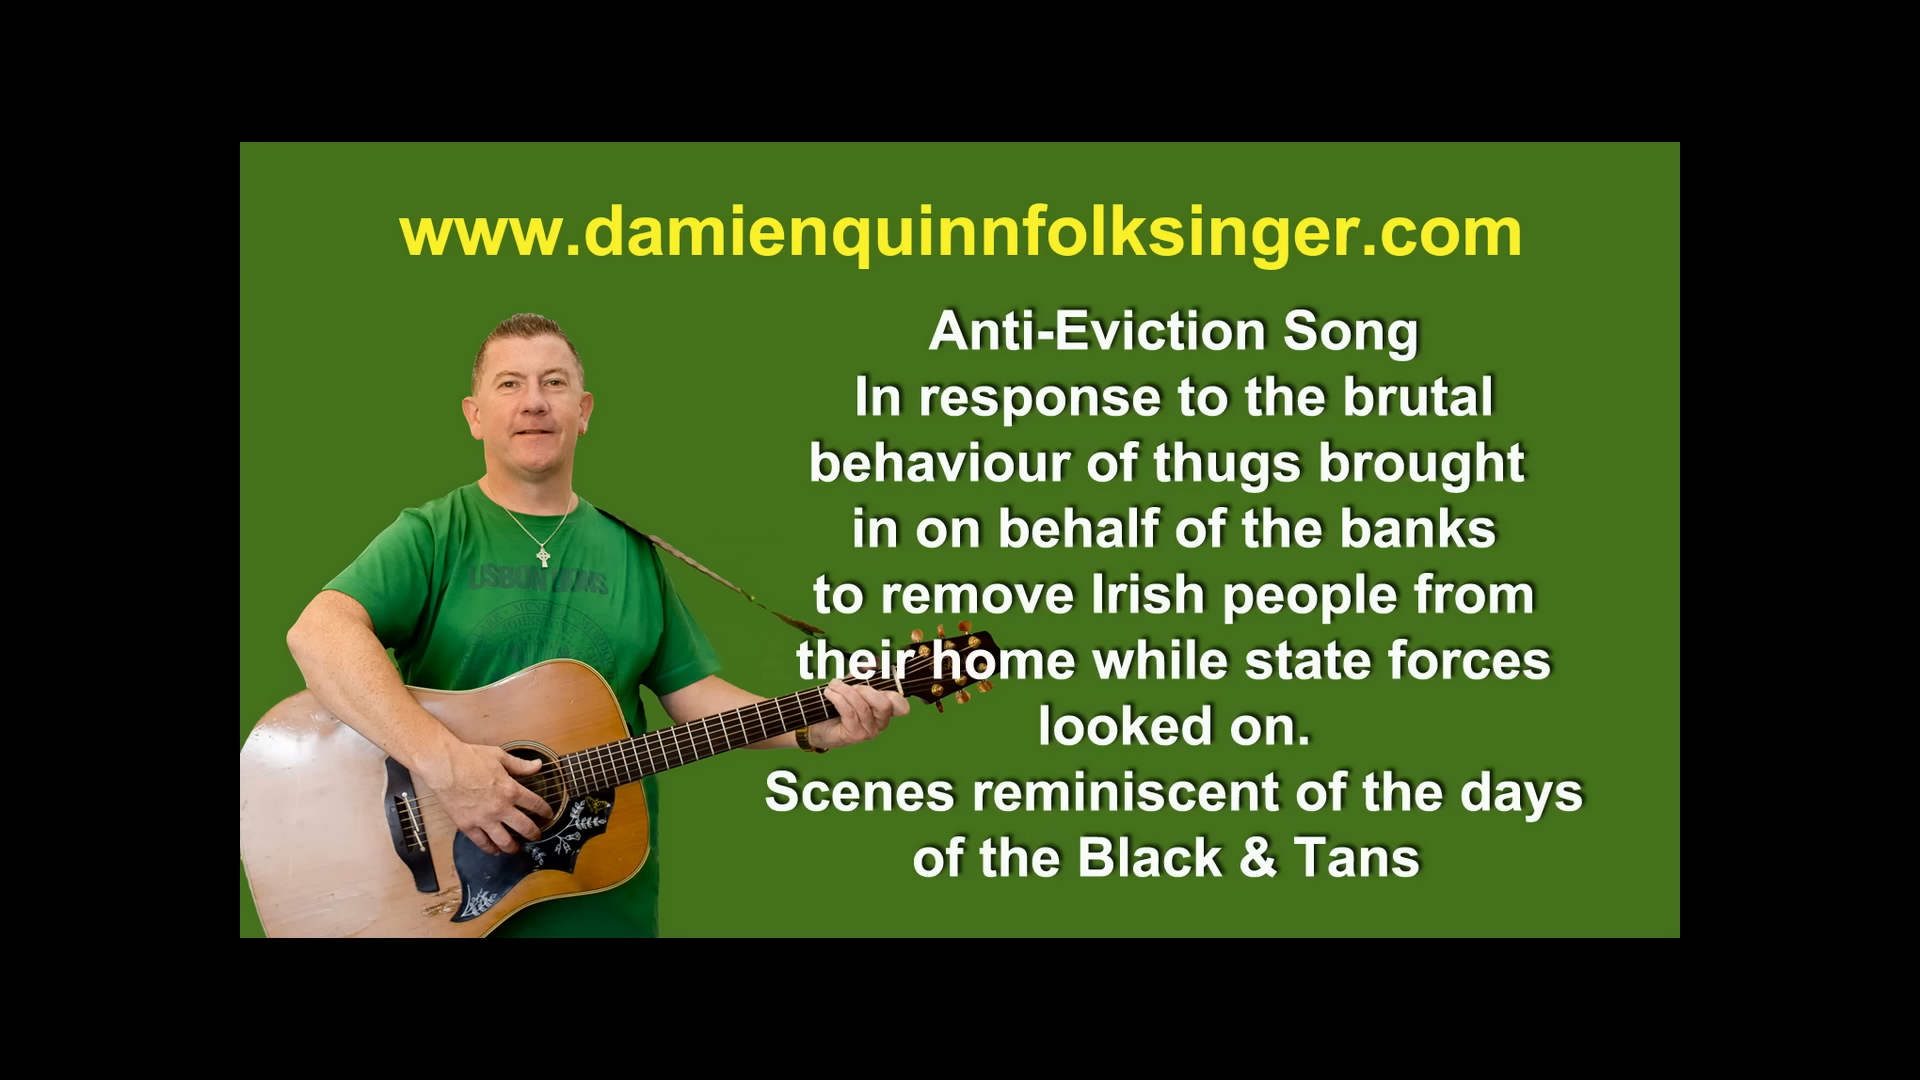 www.damienquinnfolksinger.com
Anti-Eviction Song
In response to the brutal
behaviour of thugs brought
in on behalf of the banks
to remove Irish people from
their home while state forces
looked on.
Scenes reminiscent of the days
of the Black & Tans
LISBON LIONS